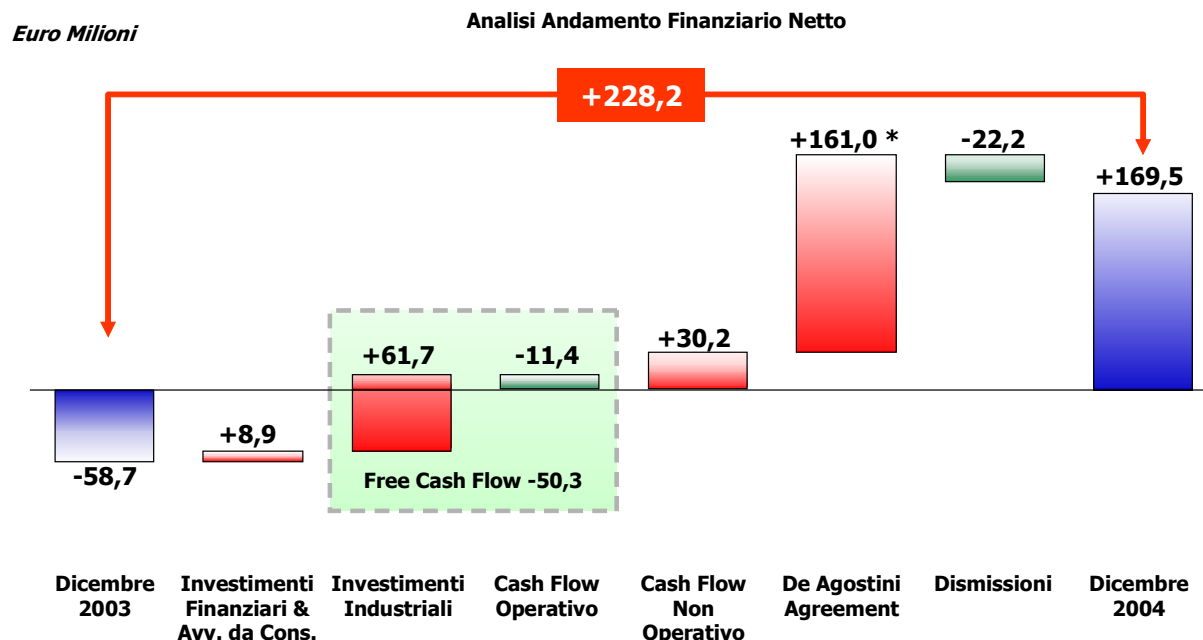 Analisi Andamento Finanziario Netto
Euro Milioni
+228,2
+161,0 *
-22,2
+169,5
+61,7
-11,4
+30,2
+8,9
-58,7
Free Cash Flow -50,3
Dicembre
2003
Investimenti
Finanziari &
Avv. da Cons.
Investimenti
Industriali
Cash Flow
Operativo
Cash Flow
Non
Operativo
De Agostini
Agreement
Dismissioni
Dicembre
2004